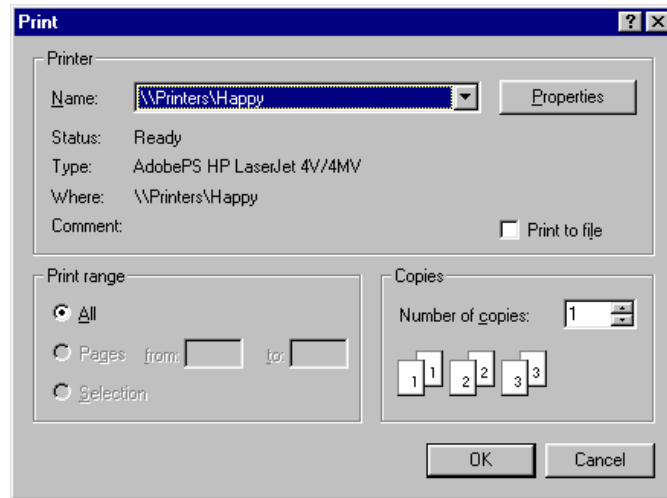 Print
Printer
Name: \\Printers\Happy Properties
Status: Ready
Type: AdobePS HP LaserJet 4V/4MV
Where: \\Printers\Happy
Comment: Print to file
Print range
All
Pages from: to:
Selection
Copies
Number of copies: 1
1 1 2 2 3 3
OK Cancel